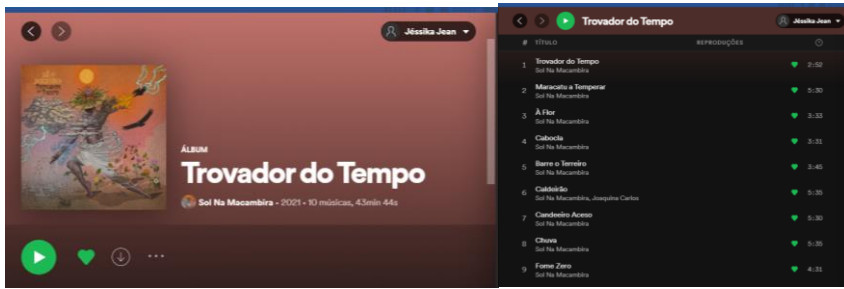 Jéssika Jean
ÁLBUM
Trovador do Tempo
Sol Na Macambira • 2021 • 10 músicas, 43min 44s
Trovador do Tempo
Jéssika Jean
# TÍTULO REPRODUÇÕES
1 Trovador do Tempo 2:52
Sol Na Macambira
2 Maracatu a Temperar 5:30
Sol Na Macambira
3 À Flor 3:33
Sol Na Macambira
4 Cabocla 3:31
Sol Na Macambira
5 Barre o Terreiro 3:45
Sol Na Macambira
6 Caldeirão 5:35
Sol Na Macambira, Joaquina Carlos
7 Candeeiro Aceso 5:30
Sol Na Macambira
8 Chuva 5:35
Sol Na Macambira
9 Fome Zero 4:31
Sol Na Macambira